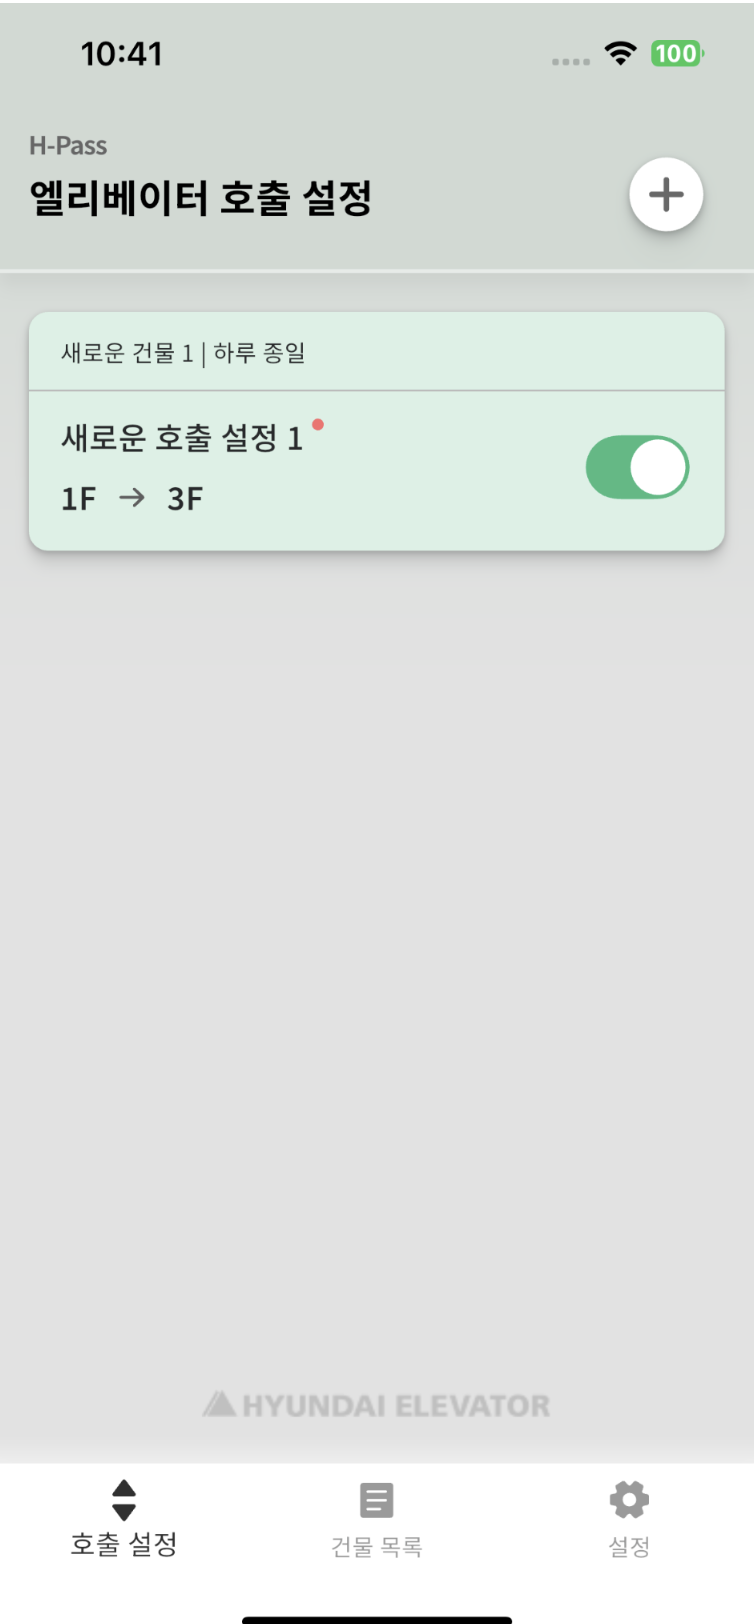 10:41
100
H-Pass
엘리베이터 호출 설정
새로운 건물 1 | 하루 종일
새로운 호출 설정 1
1F → 3F
HYUNDAI ELEVATOR
호출 설정
건물 목록
설정